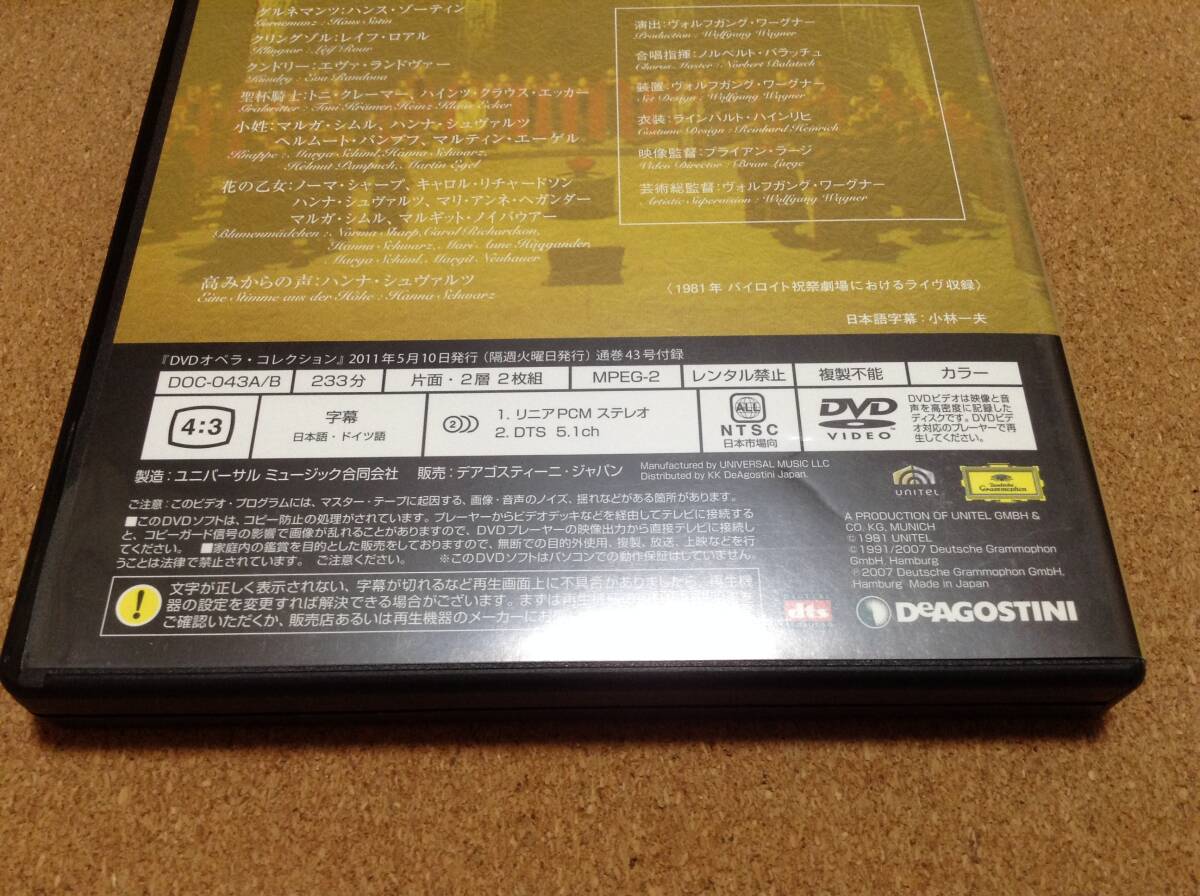 グルネマンツ：ハンス・ゾーティン
Gurnemanz : Hans Sotin
クリングゾル：レイフ・ロアル
Klingsor : Leif Roar
クンドリー：エヴァ・ランドヴァー
Kundry : Eva Randova
聖杯騎士：トニ・クレーマー、ハインツ・クラウス・エッカー
Gralsritter : Toni Krämer, Heinz Klaus Ecker
小姓：マルガ・シムル、ハンナ・シュヴァルツ
ヘルムート・パンプフ、マルティン・エーゲル
Knappe : Marga Schiml, Hanna Schwarz,
Helmut Pampuch, Martin Egel
花の乙女：ノーマ・シャープ、キャロル・リチャードソン
ハンナ・シュヴァルツ、マリ・アンネ・ヘガンダー
マルガ・シムル、マルギット・ノイバウアー
Blumenmädchen : Norma Sharp, Carol Richardson,
Hanna Schwarz, Mari Anne Häggander,
Marga Schiml, Margit Neubauer
高みからの声：ハンナ・シュヴァルツ
Eine Stimme aus der Höhe : Hanna Schwarz
演出：ヴォルフガング・ワーグナー
Production : Wolfgang Wagner
合唱指揮：ノルベルト・バラッチュ
Chorus Master : Norbert Balatsch
装置：ヴォルフガング・ワーグナー
Set Design : Wolfgang Wagner
衣装：ラインハルト・ハインリヒ
Costume Design : Reinhard Heinrich
映像監督：ブライアン・ラージ
Video Director : Brian Large
芸術総監督：ヴォルフガング・ワーグナー
Artistic Supervision : Wolfgang Wagner
〈1981年 バイロイト祝祭劇場におけるライヴ収録〉
日本語字幕：小林一夫
『DVDオペラ・コレクション』2011年5月10日発行（隔週火曜日発行）通巻43号付録
DOC-043A/B 233分 片面・2層 2枚組 MPEG-2 レンタル禁止 複製不能 カラー
4:3
字幕
日本語・ドイツ語
2
1. リニアPCM ステレオ
2. DTS 5.1ch
ALL
NTSC
日本市場向
DVD
VIDEO
DVDビデオは映像と音
声を高密度に記録した
ディスクです。DVDビデ
オ対応のプレーヤーで再
生してください。
製造：ユニバーサル ミュージック合同会社 販売：デアゴスティーニ・ジャパン
Manufactured by UNIVERSAL MUSIC LLC
Distributed by KK DeAgostini Japan.
UNITEL
Deutsche
Grammophon
ご注意：このビデオ・プログラムには、マスター・テープに起因する、画像・音声のノイズ、揺れなどがある箇所があります。
■このDVDソフトは、コピー防止の処理がされています。プレーヤーからビデオデッキなどを経由してテレビに接続する
と、コピーガード信号の影響で画像が乱れることがありますので、DVDプレーヤーの映像出力から直接テレビに接続し
てください。 ■家庭内の鑑賞を目的とした販売をしておりますので、無断での目的外使用、複製、放送、上映などを行
うことは法律で禁止されています。ご注意ください。 ※このDVDソフトはパソコンでの動作保証はしていません。
A PRODUCTION OF UNITEL GMBH &
CO. KG, MUNICH
©1981 UNITEL
©1991/2007 Deutsche Grammophon
GmbH, Hamburg
℗2007 Deutsche Grammophon GmbH,
Hamburg Made in Japan
文字が正しく表示されない、字幕が切れるなど再生画面上に不具合がありましたら、再生機
器の設定を変更すれば解決できる場合がございます。まずは再生機
ご確認いただくか、販売店あるいは再生機器のメーカーにお
dts
DeAGOSTINI